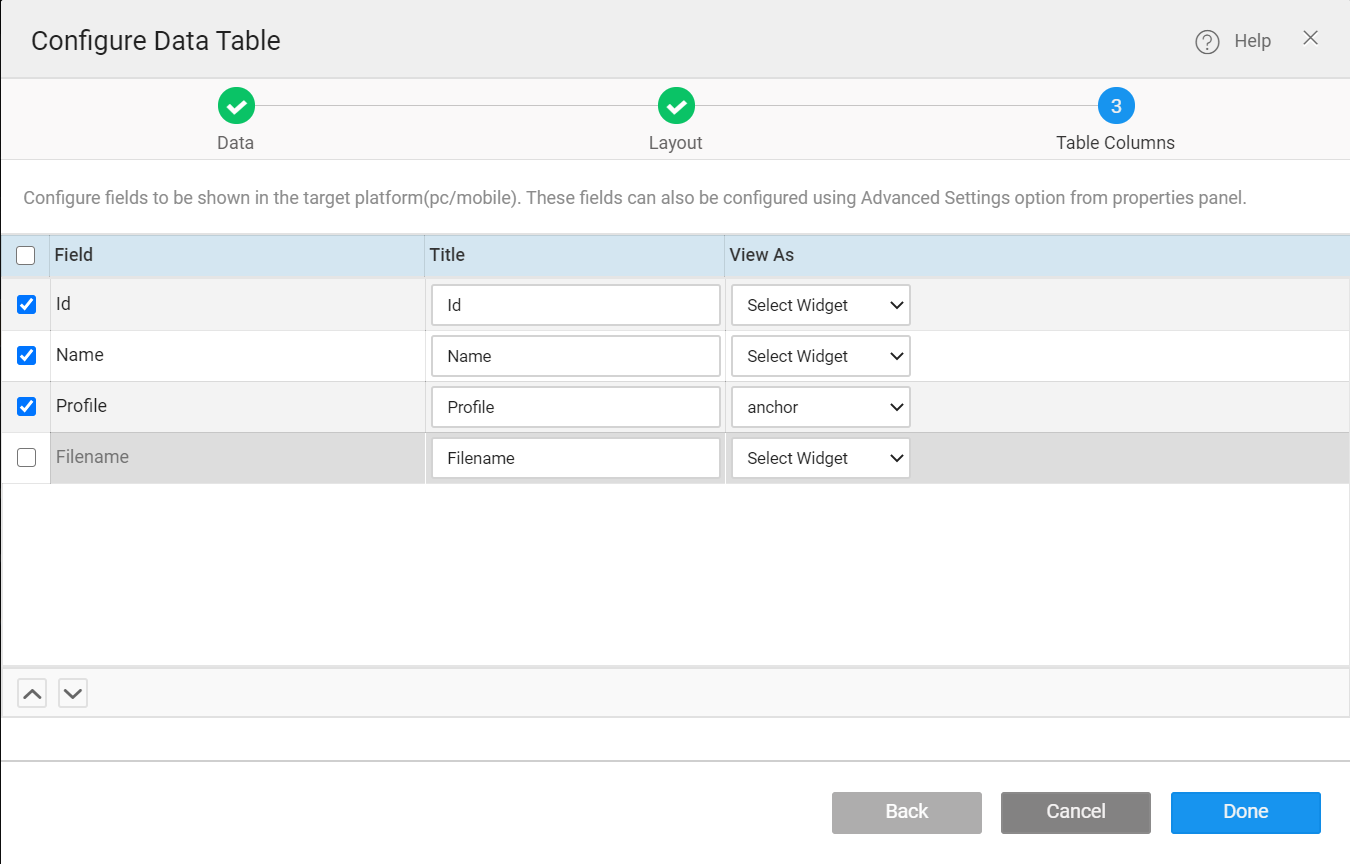 Configure Data Table
Help
3
Data
Layout
Table Columns
Configure fields to be shown in the target platform(pc/mobile). These fields can also be configured using Advanced Settings option from properties panel.
Field Title View As
Id Id Select Widget
Name Name Select Widget
Profile Profile anchor
Filename Filename Select Widget
Back Cancel Done